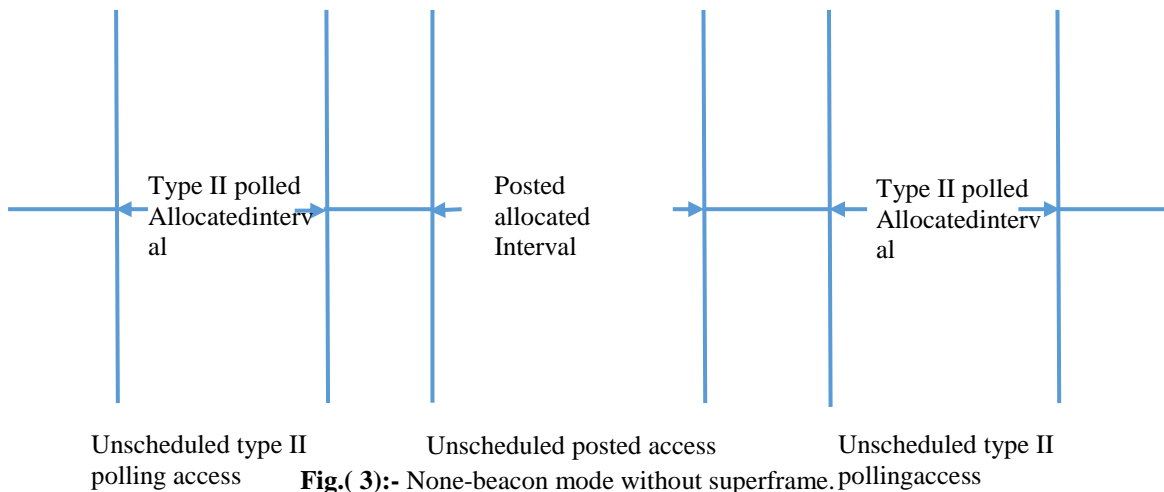 Type II polled
Allocatedinterv
al
Posted
allocated
Interval
Type II polled
Allocatedinterv
al
Unscheduled type II
polling access
Unscheduled posted access
Unscheduled type II
pollingaccess
Fig.( 3):- None-beacon mode without superframe.